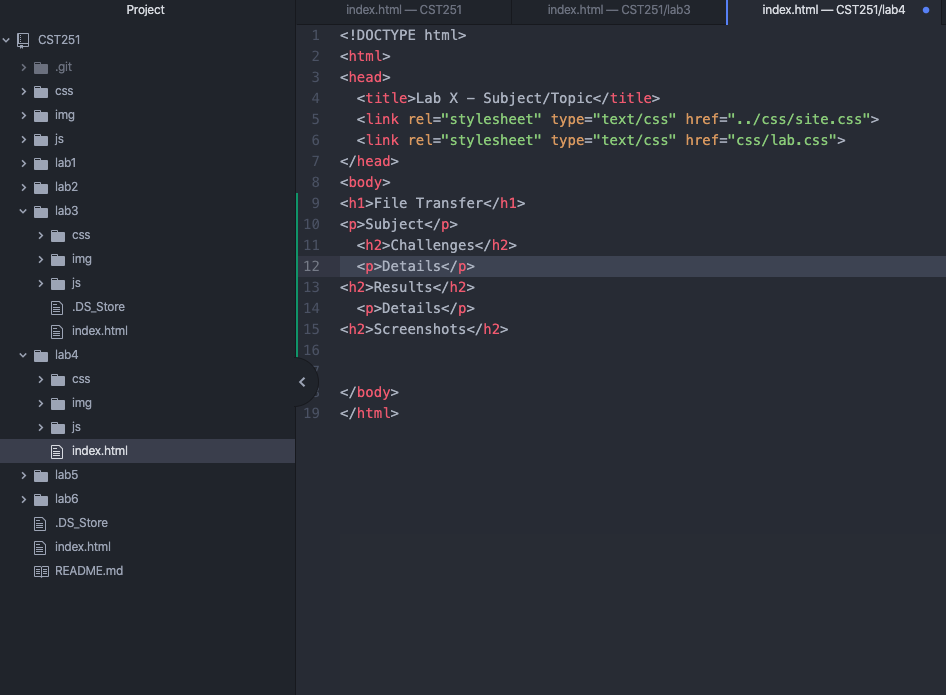 Project
CST251
.git
css
img
js
lab1
lab2
lab3
css
img
js
.DS_Store
index.html
lab4
css
img
js
index.html
lab5
lab6
.DS_Store
index.html
README.md
index.html — CST251
index.html — CST251/lab3
index.html — CST251/lab4
1 <!DOCTYPE html>
2 <html>
3 <head>
4 <title>Lab X - Subject/Topic</title>
5 <link rel="stylesheet" type="text/css" href="../css/site.css">
6 <link rel="stylesheet" type="text/css" href="css/lab.css">
7 </head>
8 <body>
9 <h1>File Transfer</h1>
10 <p>Subject</p>
11 <h2>Challenges</h2>
12 <p>Details</p>
13 <h2>Results</h2>
14 <p>Details</p>
15 <h2>Screenshots</h2>
16
</body>
19 </html>